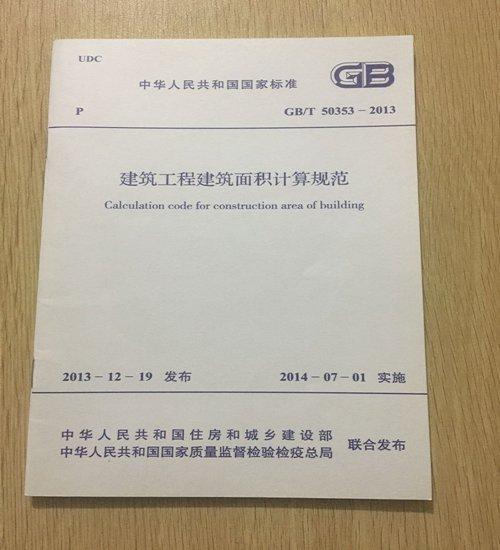 UDC
中华人民共和国国家标准
GB
P
GB/T 50353－2013
建筑工程建筑面积计算规范
Calculation code for construction area of building
2013－12－19 发布
2014－07－01 实施
中华人民共和国住房和城乡建设部
中华人民共和国国家质量监督检验检疫总局
联合发布